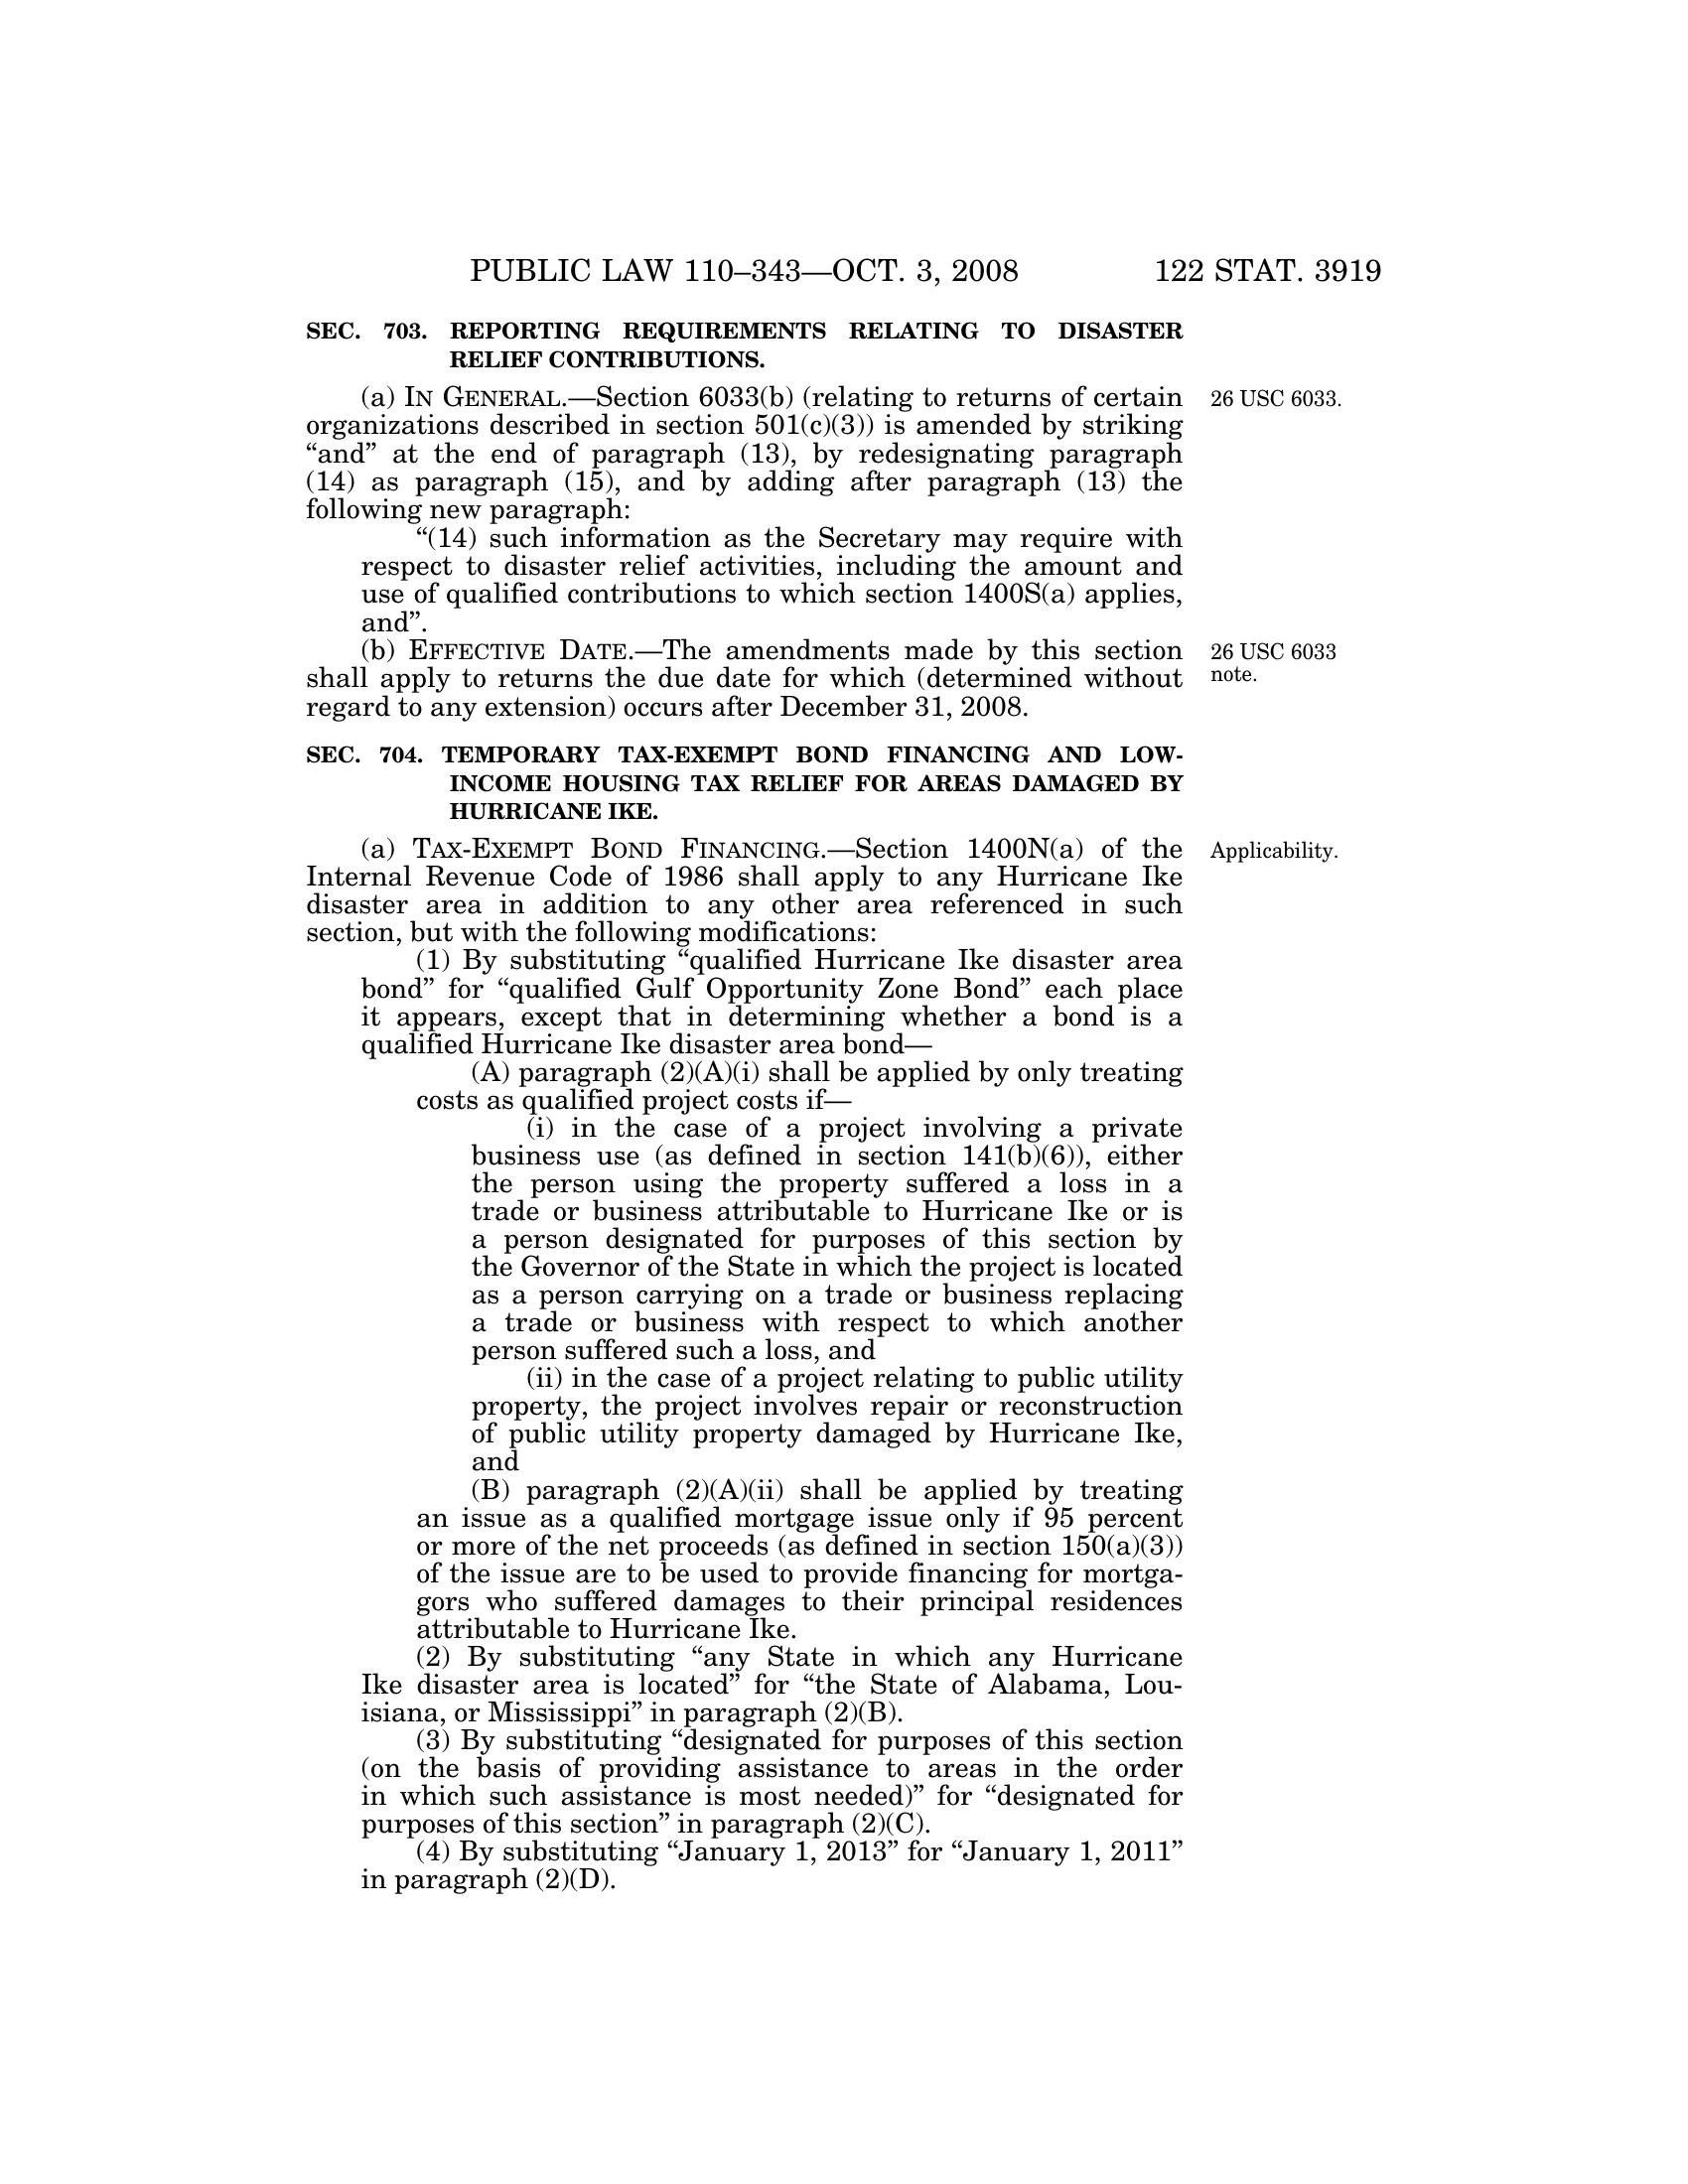 PUBLIC LAW 110–343—OCT. 3, 2008 122 STAT. 3919
SEC. 703. REPORTING REQUIREMENTS RELATING TO DISASTER
RELIEF CONTRIBUTIONS.
(a) IN GENERAL.—Section 6033(b) (relating to returns of certain
organizations described in section 501(c)(3)) is amended by striking
“and” at the end of paragraph (13), by redesignating paragraph
(14) as paragraph (15), and by adding after paragraph (13) the
following new paragraph:
“(14) such information as the Secretary may require with
respect to disaster relief activities, including the amount and
use of qualified contributions to which section 1400S(a) applies,
and”.
(b) EFFECTIVE DATE.—The amendments made by this section
shall apply to returns the due date for which (determined without
regard to any extension) occurs after December 31, 2008.
26 USC 6033.
26 USC 6033
note.
SEC. 704. TEMPORARY TAX-EXEMPT BOND FINANCING AND LOW-
INCOME HOUSING TAX RELIEF FOR AREAS DAMAGED BY
HURRICANE IKE.
(a) TAX-EXEMPT BOND FINANCING.—Section 1400N(a) of the
Internal Revenue Code of 1986 shall apply to any Hurricane Ike
disaster area in addition to any other area referenced in such
section, but with the following modifications:
Applicability.
(1) By substituting “qualified Hurricane Ike disaster area
bond” for “qualified Gulf Opportunity Zone Bond” each place
it appears, except that in determining whether a bond is a
qualified Hurricane Ike disaster area bond—
(A) paragraph (2)(A)(i) shall be applied by only treating
costs as qualified project costs if—
(i) in the case of a project involving a private
business use (as defined in section 141(b)(6)), either
the person using the property suffered a loss in a
trade or business attributable to Hurricane Ike or is
a person designated for purposes of this section by
the Governor of the State in which the project is located
as a person carrying on a trade or business replacing
a trade or business with respect to which another
person suffered such a loss, and
(ii) in the case of a project relating to public utility
property, the project involves repair or reconstruction
of public utility property damaged by Hurricane Ike,
and
(B) paragraph (2)(A)(ii) shall be applied by treating
an issue as a qualified mortgage issue only if 95 percent
or more of the net proceeds (as defined in section 150(a)(3))
of the issue are to be used to provide financing for mortga-
gors who suffered damages to their principal residences
attributable to Hurricane Ike.
(2) By substituting “any State in which any Hurricane
Ike disaster area is located” for “the State of Alabama, Lou-
isiana, or Mississippi” in paragraph (2)(B).
(3) By substituting “designated for purposes of this section
(on the basis of providing assistance to areas in the order
in which such assistance is most needed)” for “designated for
purposes of this section” in paragraph (2)(C).
(4) By substituting “January 1, 2013” for “January 1, 2011”
in paragraph (2)(D).